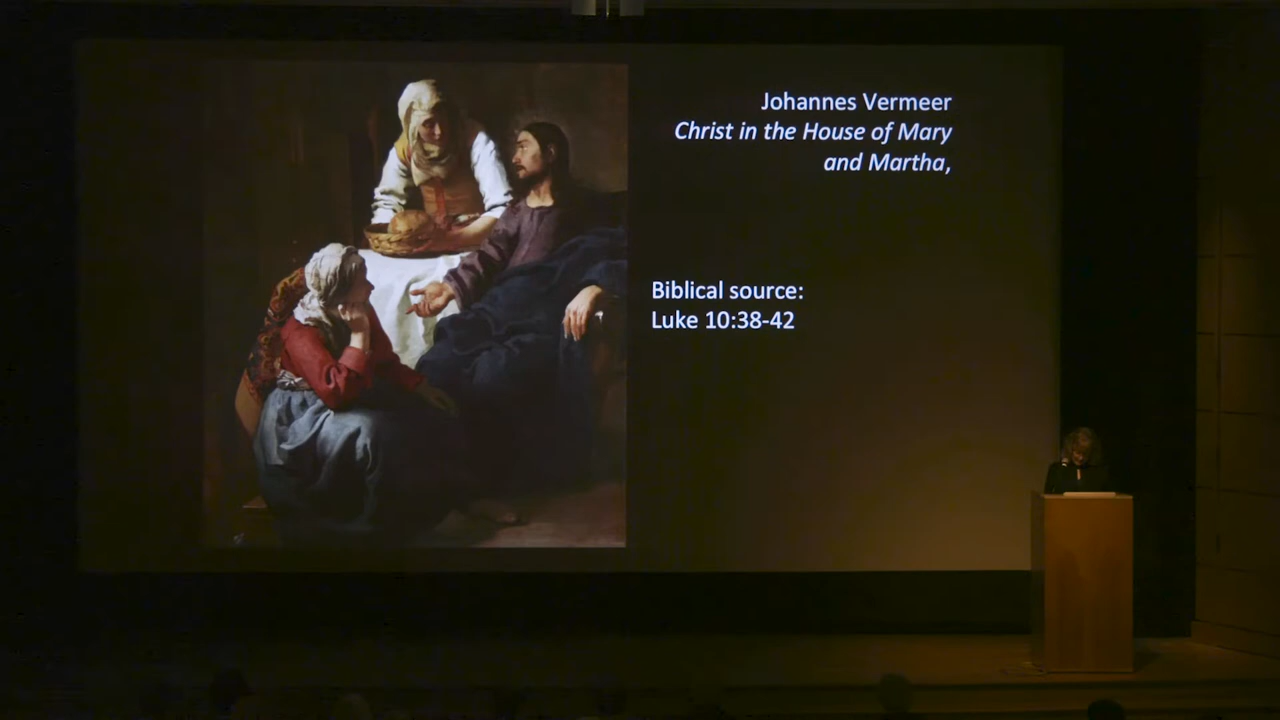 Johannes Vermeer
Christ in the House of Mary
and Martha,
Biblical source:
Luke 10:38-42